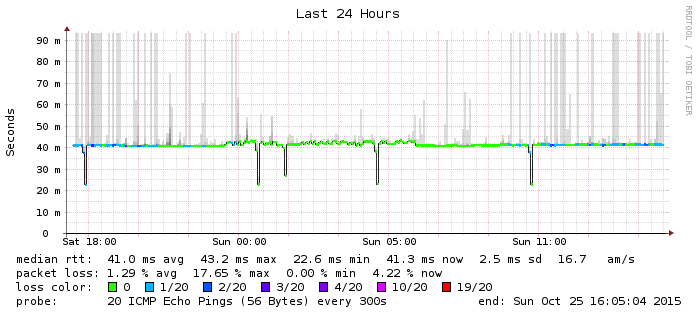 Last 24 Hours
RRDTOOL / TOBI OETIKER
Seconds
90 m
80 m
70 m
60 m
50 m
40 m
30 m
20 m
10 m
0
Sat 18:00 Sun 00:00 Sun 05:00 Sun 11:00
median rtt: 41.0 ms avg 43.2 ms max 22.6 ms min 41.3 ms now 2.5 ms sd 16.7 am/s
packet loss: 1.29 % avg 17.65 % max 0.00 % min 4.22 % now
loss color: 0 1/20 2/20 3/20 4/20 10/20 19/20
probe: 20 ICMP Echo Pings (56 Bytes) every 300s end: Sun Oct 25 16:05:04 2015